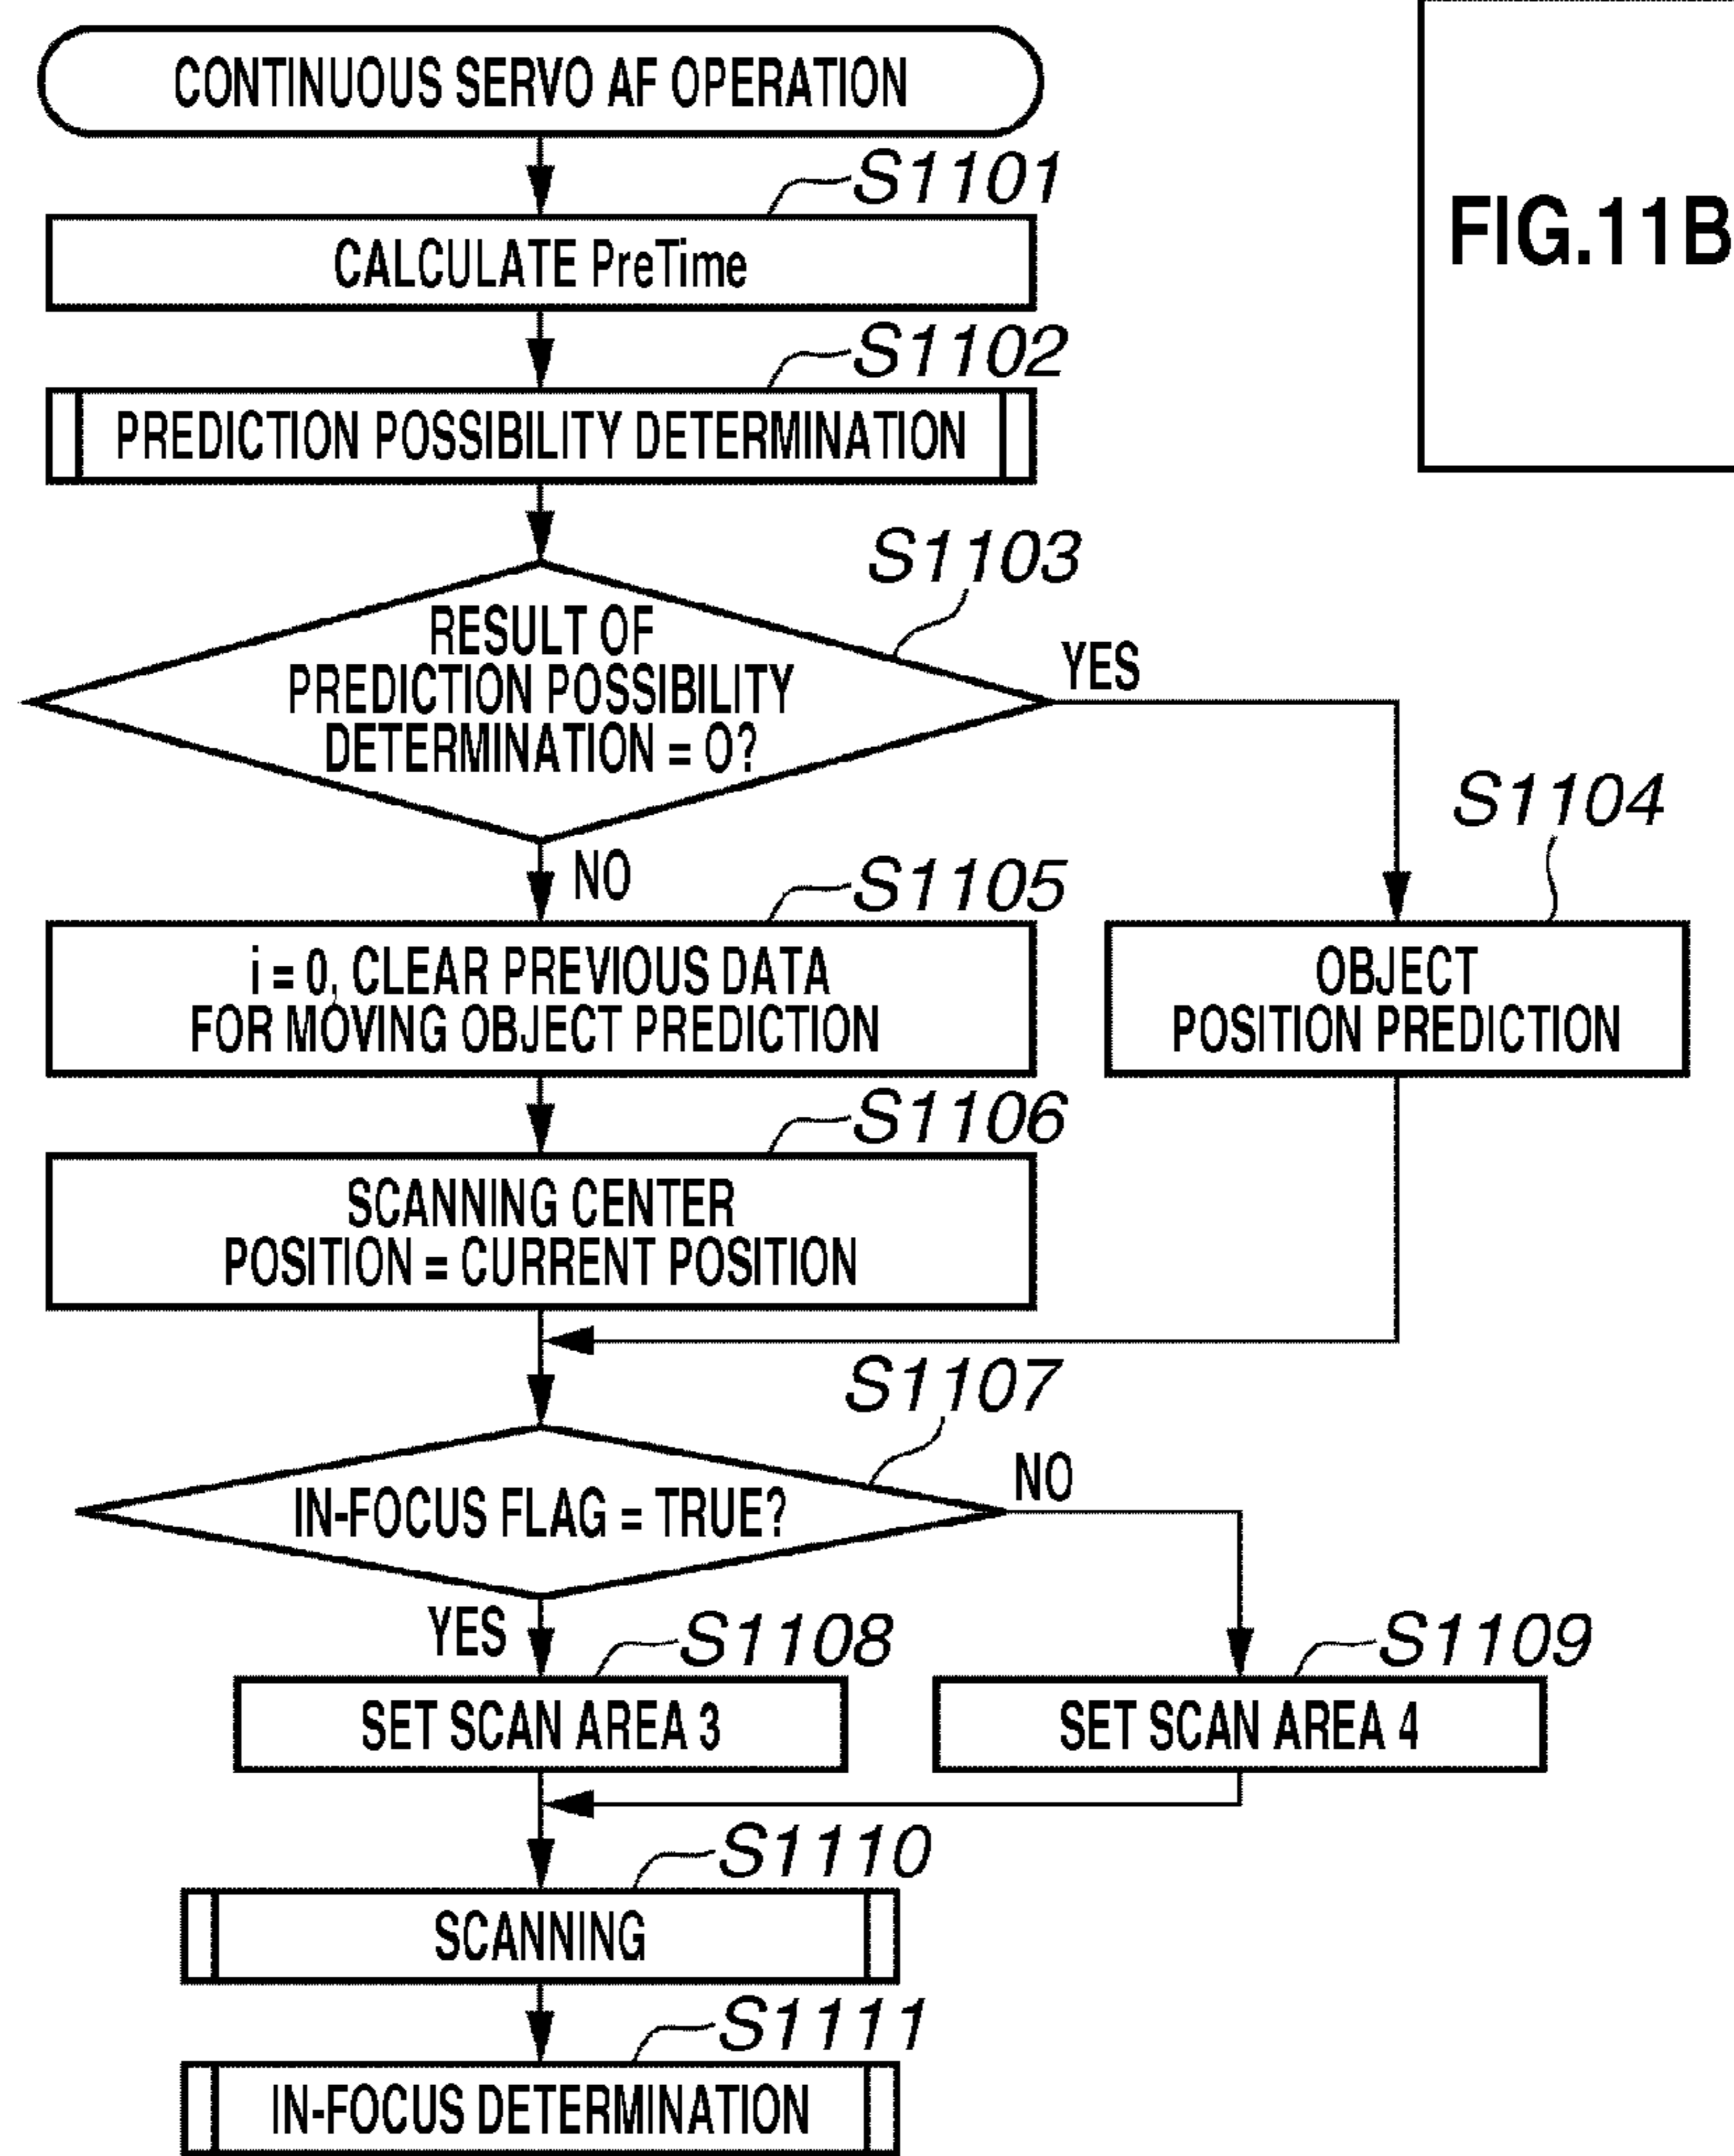 CONTINUOUS SERVO AF OPERATION
S1101
CALCULATE PreTime
S1102
PREDICTION POSSIBILITY DETERMINATION
S1103
RESULT OF
PREDICTION POSSIBILITY
DETERMINATION = O?
YES
NO
S1104
OBJECT
POSITION PREDICTION
S1105
i = 0, CLEAR PREVIOUS DATA
FOR MOVING OBJECT PREDICTION
S1106
SCANNING CENTER
POSITION = CURRENT POSITION
S1107
IN-FOCUS FLAG = TRUE?
NO
YES
S1108
SET SCAN AREA 3
S1109
SET SCAN AREA 4
S1110
SCANNING
S1111
IN-FOCUS DETERMINATION
FIG.11B